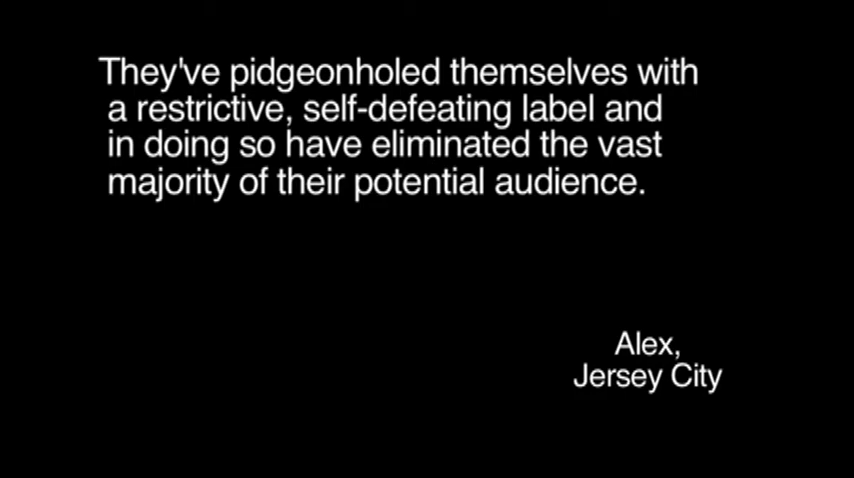 They've pidgeonholed themselves with
a restrictive, self-defeating label and
in doing so have eliminated the vast
majority of their potential audience.
Alex,
Jersey City